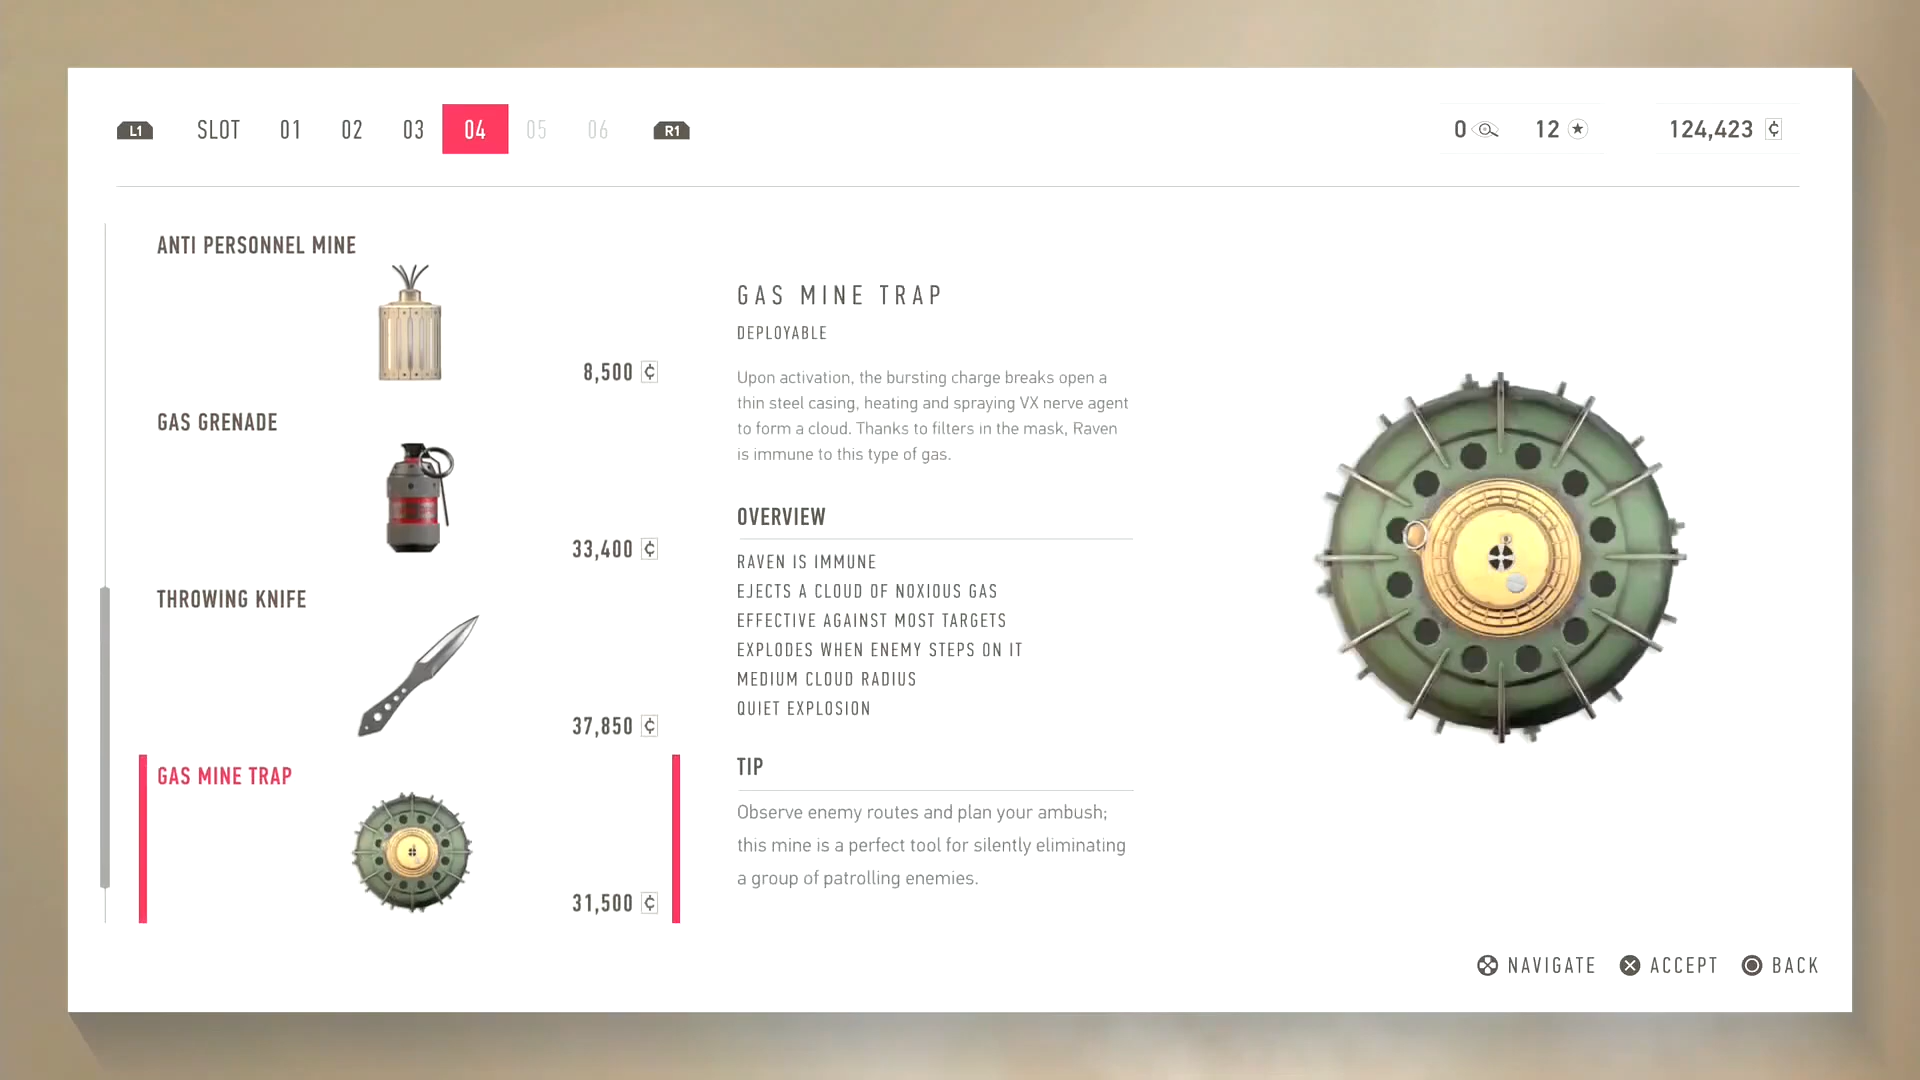 L1 SLOT 01 02 03 04 05 06 R1 0 12 124,423 ¢
ANTI PERSONNEL MINE
8,500 ¢
GAS GRENADE
33,400 ¢
THROWING KNIFE
37,850 ¢
GAS MINE TRAP
31,500 ¢
GAS MINE TRAP
DEPLOYABLE
Upon activation, the bursting charge breaks open a
thin steel casing, heating and spraying VX nerve agent
to form a cloud. Thanks to filters in the mask, Raven
is immune to this type of gas.
OVERVIEW
RAVEN IS IMMUNE
EJECTS A CLOUD OF NOXIOUS GAS
EFFECTIVE AGAINST MOST TARGETS
EXPLODES WHEN ENEMY STEPS ON IT
MEDIUM CLOUD RADIUS
QUIET EXPLOSION
TIP
Observe enemy routes and plan your ambush;
this mine is a perfect tool for silently eliminating
a group of patrolling enemies.
NAVIGATE ACCEPT BACK